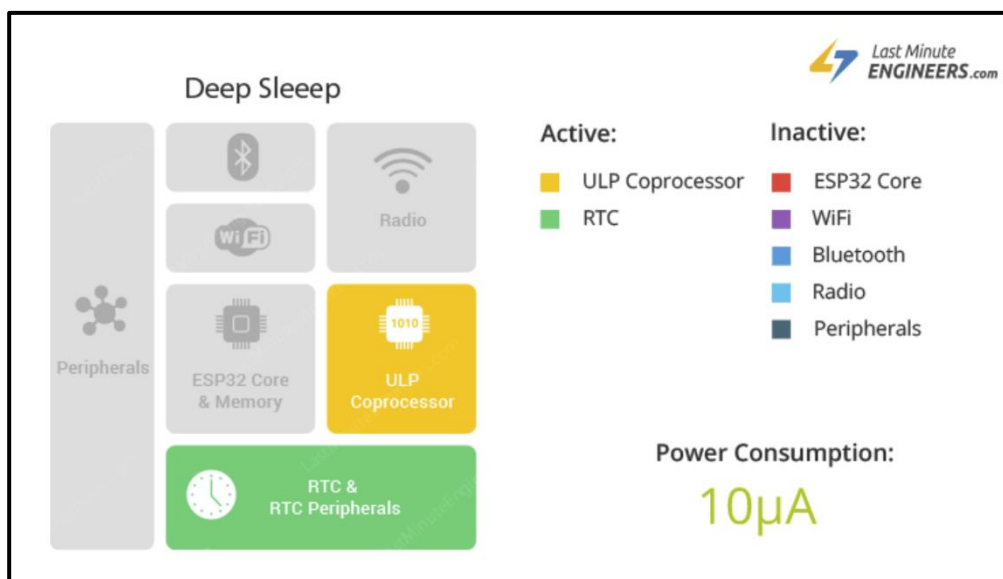 Last Minute
ENGINEERS.com
Deep Sleeep
Peripherals
WiFi
Radio
ESP32 Core
& Memory
1010
ULP
Coprocessor
RTC &
RTC Peripherals
Active:
ULP Coprocessor
RTC
Inactive:
ESP32 Core
WiFi
Bluetooth
Radio
Peripherals
Power Consumption:
10µA